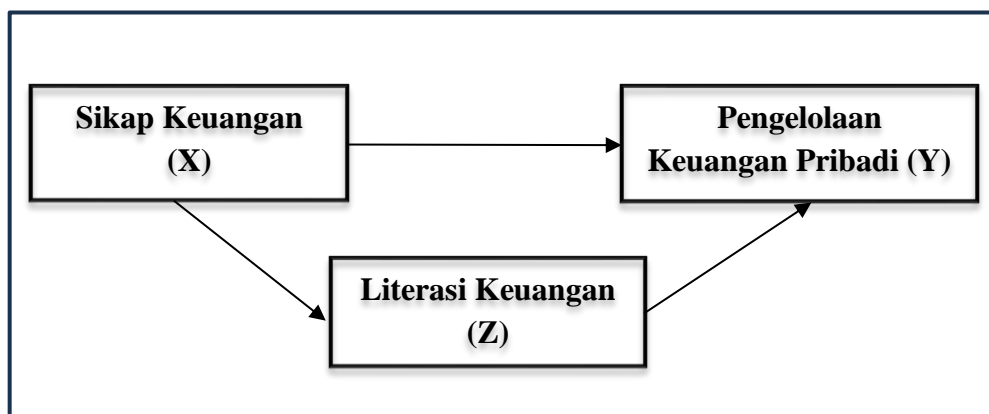 Sikap Keuangan
(X)
Pengelolaan
Keuangan Pribadi (Y)
Literasi Keuangan
(Z)